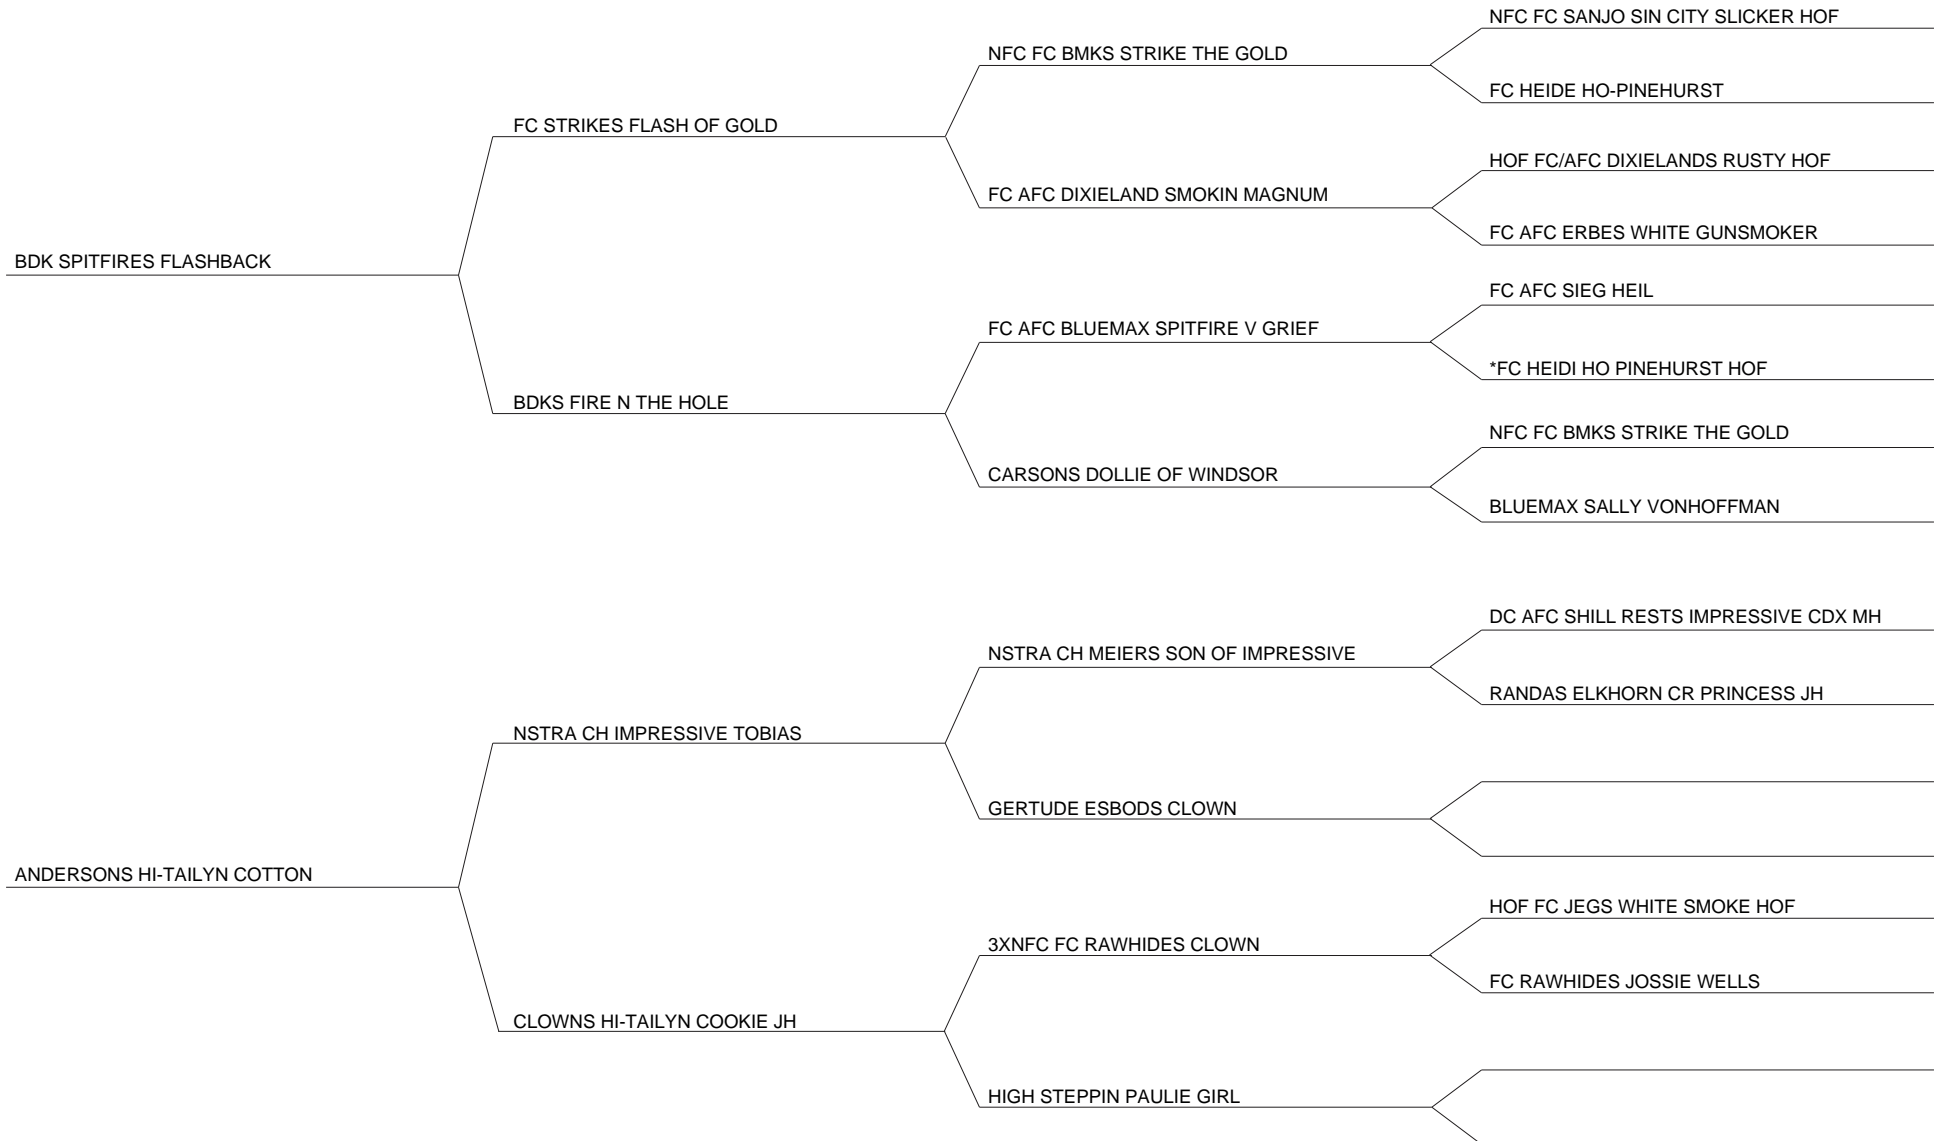 NFC FC SANJO SIN CITY SLICKER HOF
NFC FC BMKS STRIKE THE GOLD
FC HEIDE HO-PINEHURST
FC STRIKES FLASH OF GOLD
HOF FC/AFC DIXIELANDS RUSTY HOF
FC AFC DIXIELAND SMOKIN MAGNUM
FC AFC ERBES WHITE GUNSMOKER
BDK SPITFIRES FLASHBACK
FC AFC SIEG HEIL
FC AFC BLUEMAX SPITFIRE V GRIEF
*FC HEIDI HO PINEHURST HOF
BDKS FIRE N THE HOLE
NFC FC BMKS STRIKE THE GOLD
CARSONS DOLLIE OF WINDSOR
BLUEMAX SALLY VONHOFFMAN
DC AFC SHILL RESTS IMPRESSIVE CDX MH
NSTRA CH MEIERS SON OF IMPRESSIVE
RANDAS ELKHORN CR PRINCESS JH
NSTRA CH IMPRESSIVE TOBIAS
GERTUDE ESBODS CLOWN
ANDERSONS HI-TAILYN COTTON
HOF FC JEGS WHITE SMOKE HOF
3XNFC FC RAWHIDES CLOWN
FC RAWHIDES JOSSIE WELLS
CLOWNS HI-TAILYN COOKIE JH
HIGH STEPPIN PAULIE GIRL